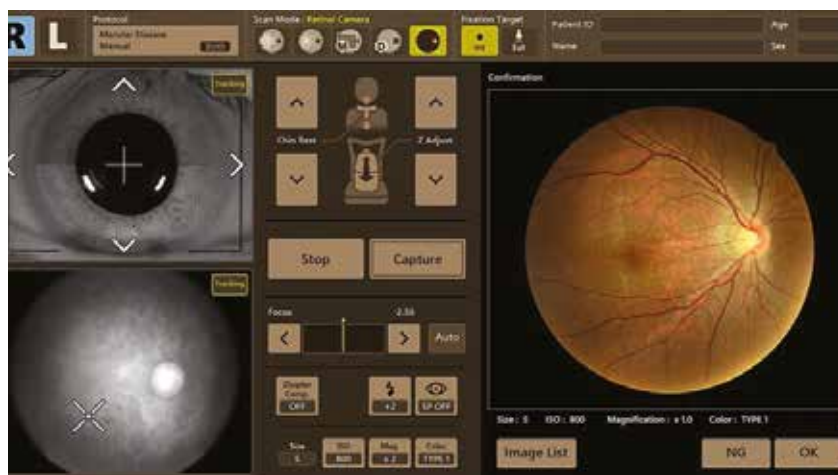 R L
Protocol
Macular Disease
Manual
Both
Scan Mode : Retinal Camera
Fixation Target
Int
Ext
Patient ID
Name
Age
Sex
Tracking
Chin Rest
Z Adjust
Stop
Capture
Tracking
Focus
Auto
Diopter
Comp.
OFF
±2
SP OFF
Size
S
ISO
800
Mag.
x 2
Color
TYPE 1
Confirmation
Size : S ISO : 800 Magnification : x 1.0 Color : TYPE 1
Image List
NG
OK